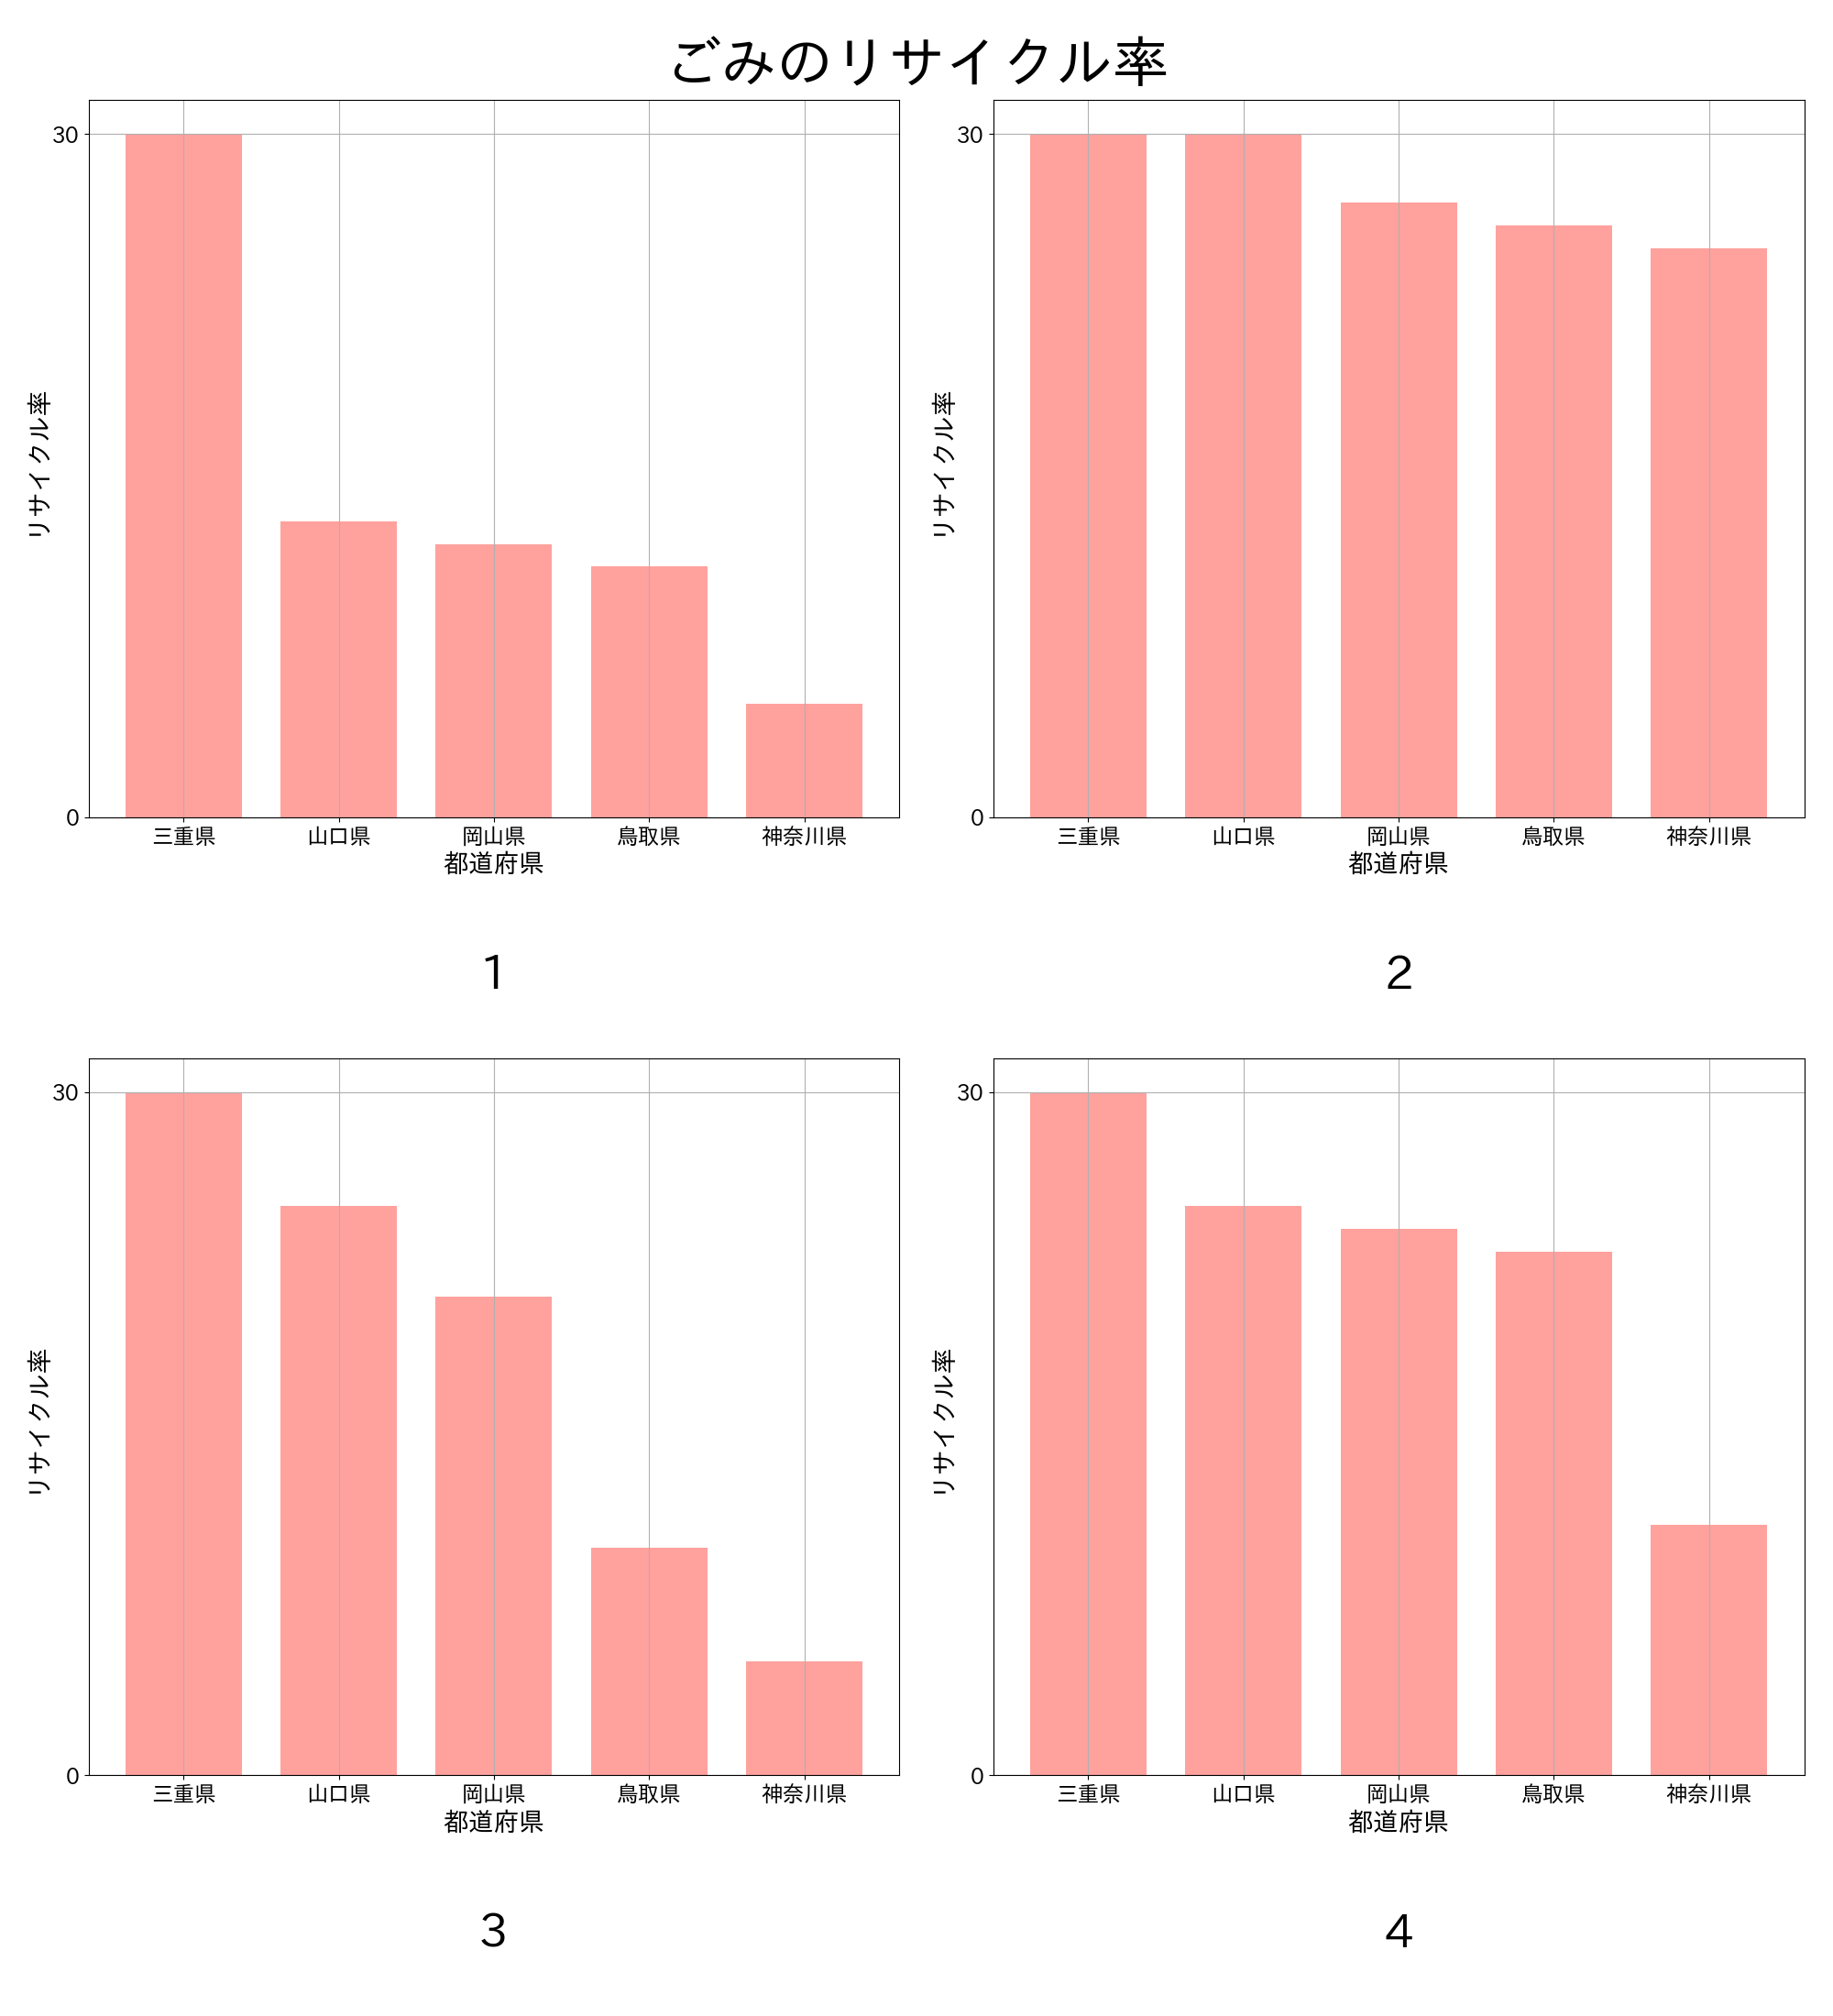 ごみのリサイクル率
30
0
リサイクル率
三重県 山口県 岡山県 鳥取県 神奈川県
都道府県
1
30
0
リサイクル率
三重県 山口県 岡山県 鳥取県 神奈川県
都道府県
2
30
0
リサイクル率
三重県 山口県 岡山県 鳥取県 神奈川県
都道府県
3
30
0
リサイクル率
三重県 山口県 岡山県 鳥取県 神奈川県
都道府県
4